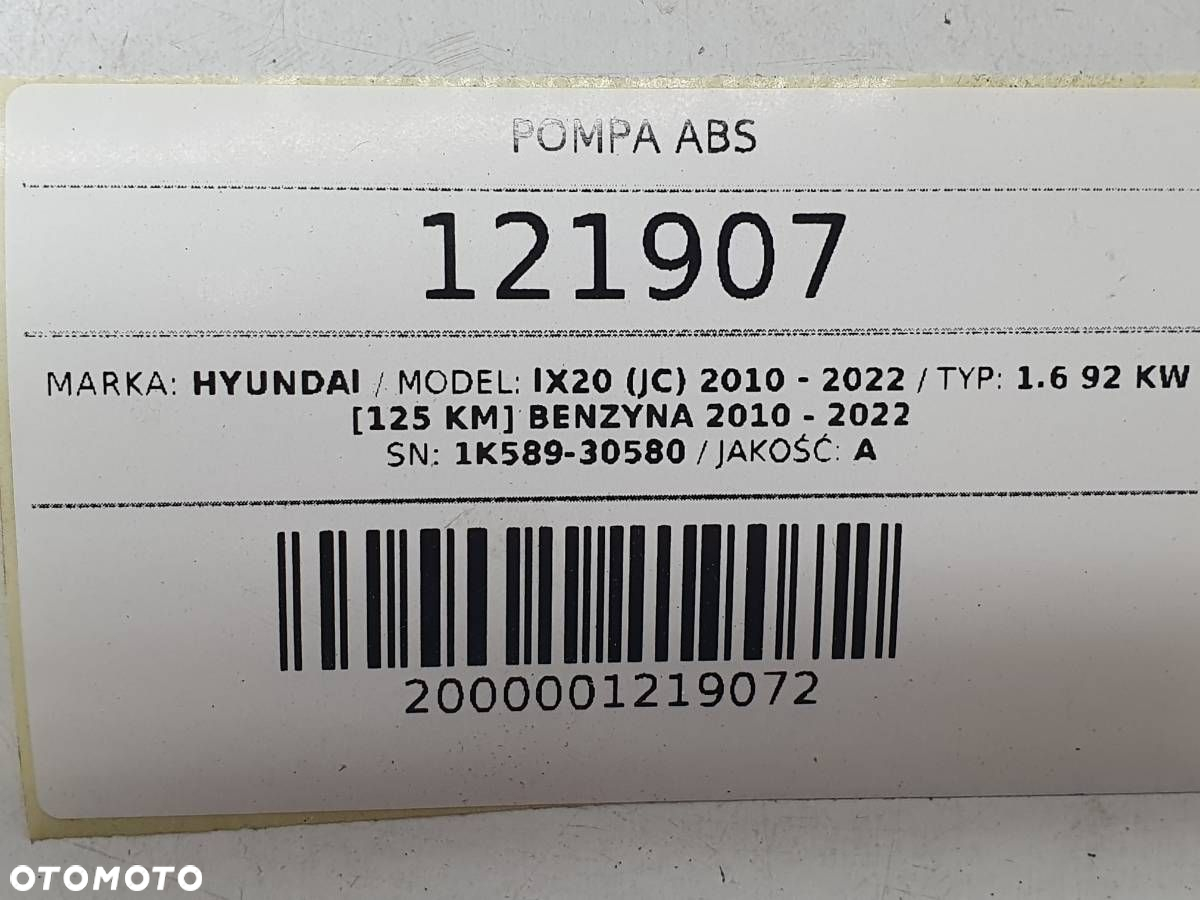 POMPA ABS
121907
MARKA: HYUNDAI / MODEL: IX20 (JC) 2010 - 2022 / TYP: 1.6 92 KW
[125 KM] BENZYNA 2010 - 2022
SN: 1K589-30580 / JAKOŚĆ: A
2000001219072
OTOMOTO